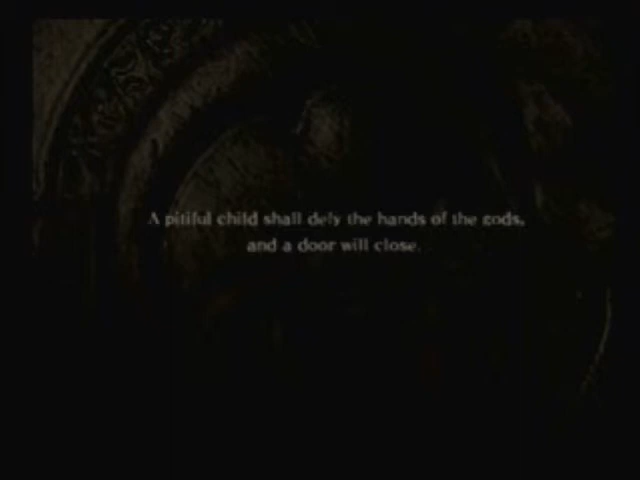 A pitiful child shall defy the hands of the gods,
and a door will close.